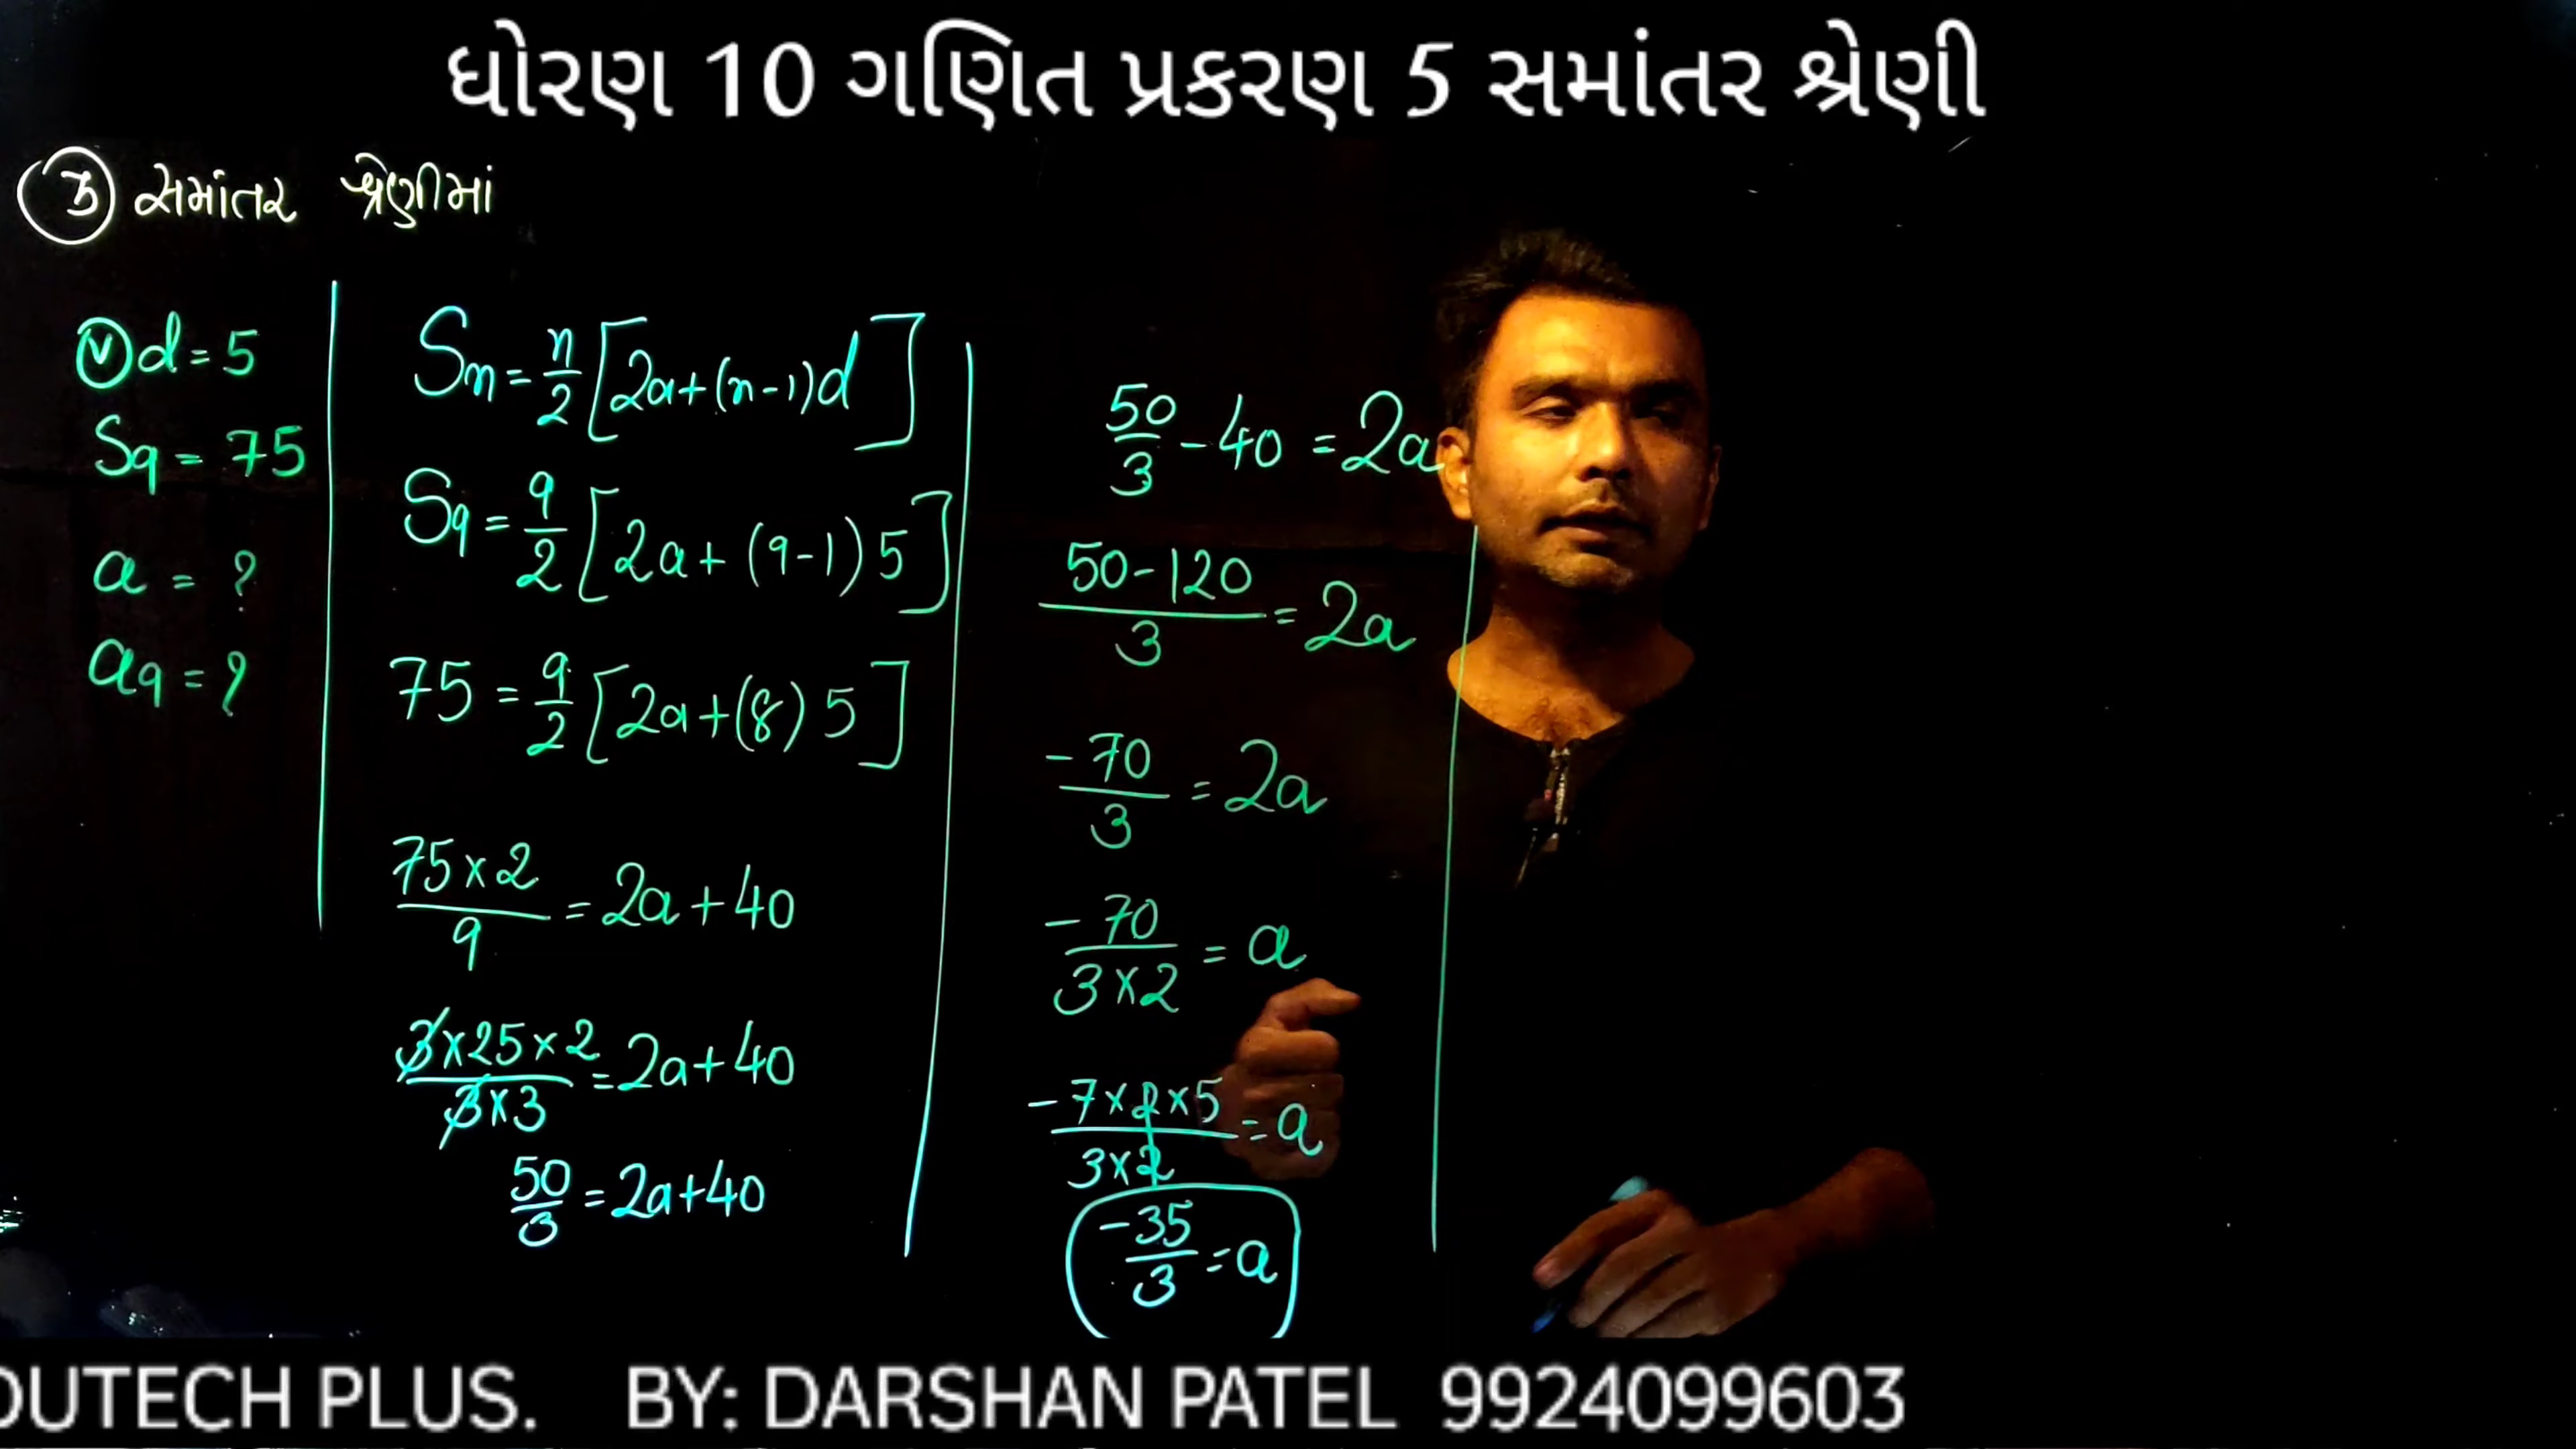 ધોરણ 10 ગણિત પ્રકરણ 5 સમાંતર શ્રેણી
③ સમાંતર શ્રેણીમાં
Ⓥ d = 5
S₉ = 75
a = ?
a₉ = ?
Sₙ = n/2 [2a + (n-1)d]
S₉ = 9/2 [2a + (9-1) 5]
75 = 9/2 [2a + (8) 5]
75 × 2 / 9 = 2a + 40
3 × 25 × 2 / 3 × 3 = 2a + 40
50/3 = 2a + 40
50/3 - 40 = 2a
50 - 120 / 3 = 2a
-70 / 3 = 2a
-70 / 3 × 2 = a
-7 × 2 × 5 / 3 × 2 = a
-35 / 3 = a
DUTECH PLUS. BY: DARSHAN PATEL 9924099603